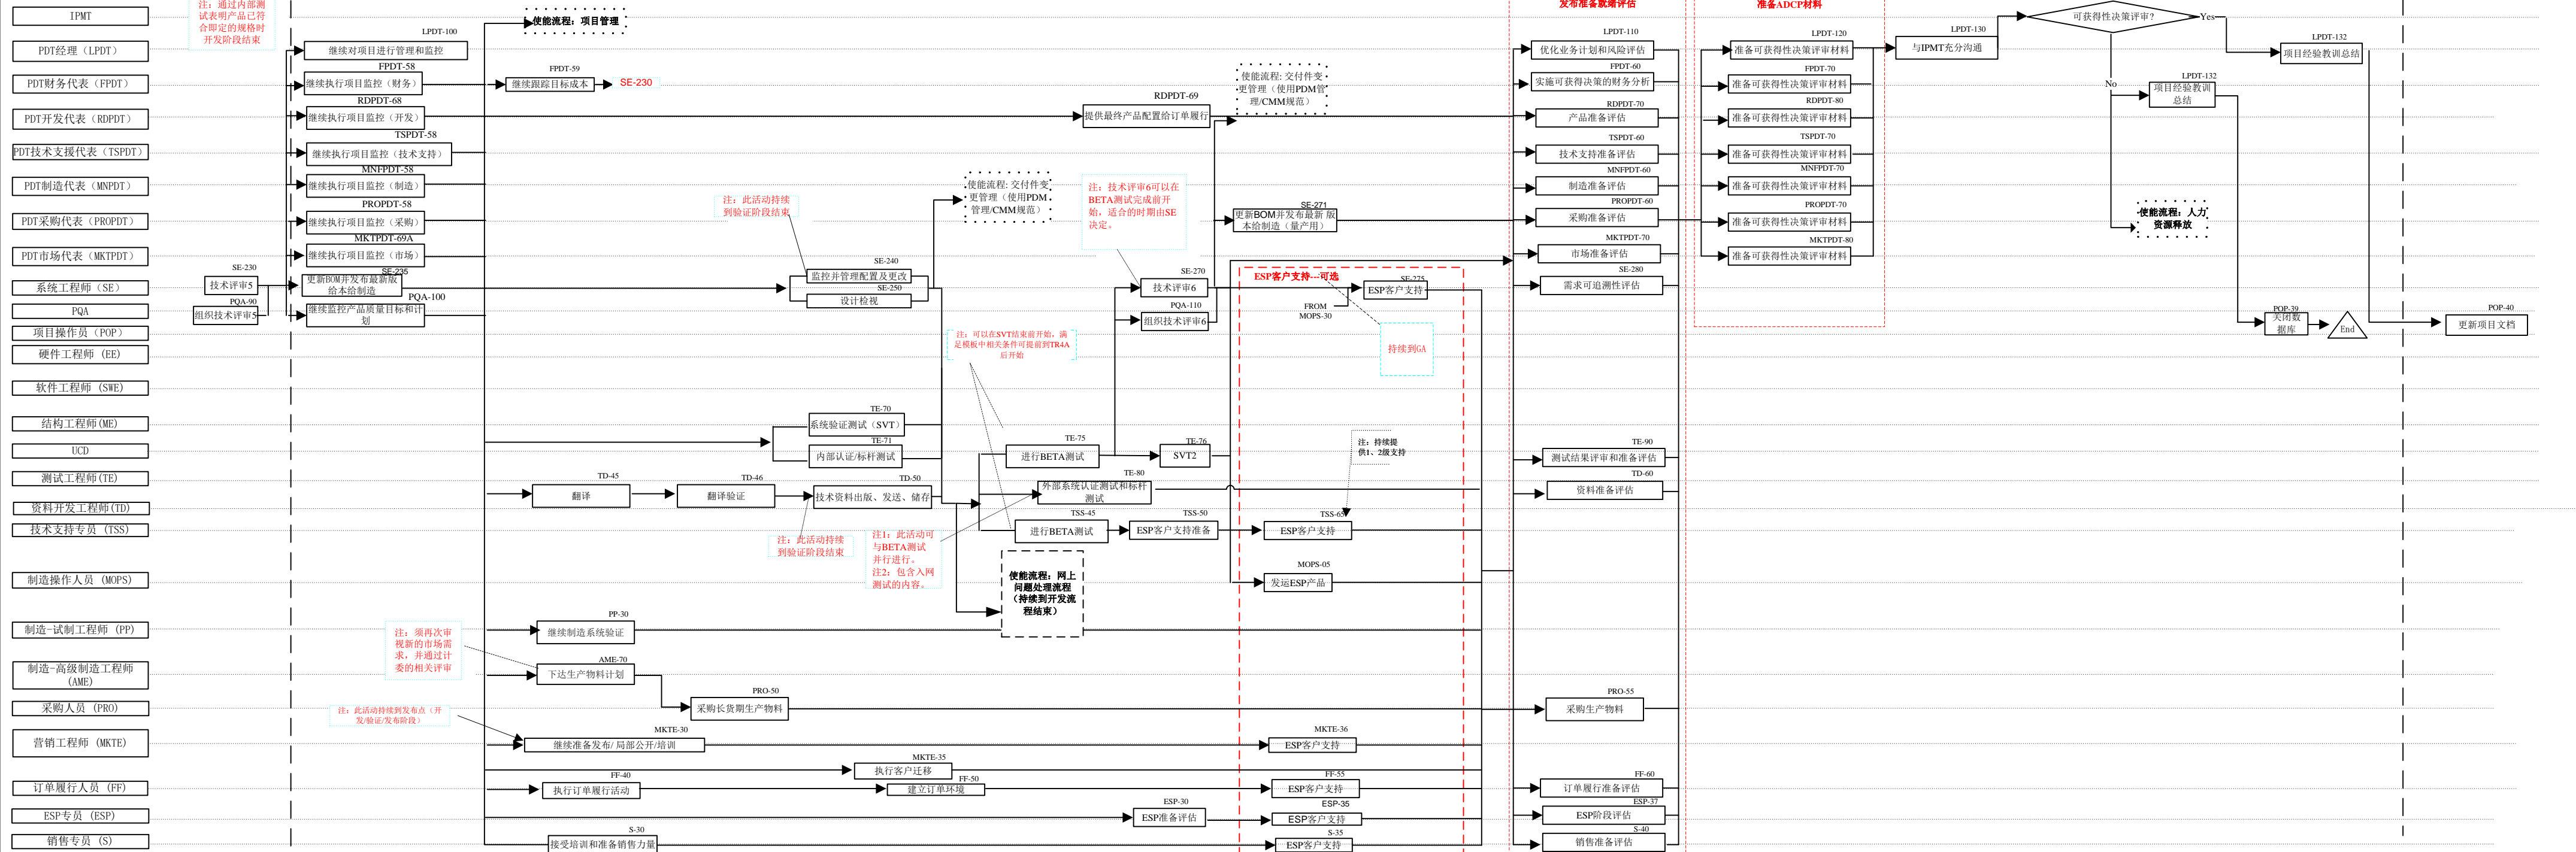 IPMT
PDT经理（LPDT）
PDT财务代表（FPDT）
PDT开发代表（RDPDT）
PDT技术支援代表（TSPDT）
PDT制造代表（MNPDT）
PDT采购代表（PROPDT）
PDT市场代表（MKTPDT）
系统工程师（SE）
PQA
项目操作员（POP）
硬件工程师 (EE)
软件工程师 (SWE)
结构工程师(ME)
UCD
测试工程师(TE)
资料开发工程师(TD)
技术支持专员 (TSS)
制造操作人员 (MOPS)
制造-试制工程师 (PP)
制造-高级制造工程师
(AME)
采购人员 (PRO)
营销工程师 (MKTE)
订单履行人员 (FF)
ESP专员 (ESP)
销售专员 (S)
注：通过内部测
试表明产品已符
合即定的规格时
开发阶段结束
SE-230
技术评审5
PQA-90
组织技术评审5
LPDT-100
继续对项目进行管理和监控
FPDT-58
继续执行项目监控（财务）
RDPDT-68
继续执行项目监控（开发）
TSPDT-58
继续执行项目监控（技术支持）
MNFPDT-58
继续执行项目监控（制造）
PROPDT-58
继续执行项目监控（采购）
MKTPDT-69A
继续执行项目监控（市场）
SE-235
更新BOM并发布最新版
给本给制造
PQA-100
继续监控产品质量目标和计
划
使能流程：项目管理
FPDT-59
继续跟踪目标成本
SE-230
注：此活动持续
到验证阶段结束
SE-240
监控并管理配置及更改
SE-250
设计检视
使能流程: 交付件变
更管理（使用PDM
管理/CMM规范）
RDPDT-69
提供最终产品配置给订单履行
使能流程: 交付件变
更管理（使用PDM管
理/CMM规范）
注：技术评审6可以在
BETA测试完成前开
始，适合的时期由SE
决定。
SE-271
更新BOM并发布最新 版
本给制造（量产用）
SE-270
技术评审6
PQA-110
组织技术评审6
ESP客户支持---可选
SE-275
ESP客户支持
FROM
MOPS-30
持续到GA
注：可以在SVT结束前开始，满
足模板中相关条件可提前到TR4A
后开始
TE-70
系统验证测试（SVT）
TE-71
内部认证/标杆测试
TE-75
进行BETA测试
TE-76
SVT2
注：持续提
供1、2级支持
TD-45
翻译
TD-46
翻译验证
TD-50
技术资料出版、发送、储存
TE-80
外部系统认证测试和标杆
测试
注：此活动持续
到验证阶段结束
注1：此活动可
与BETA测试
并行进行。
注2：包含入网
测试的内容。
TSS-45
进行BETA测试
TSS-50
ESP客户支持准备
TSS-65
ESP客户支持
使能流程：网上
问题处理流程
（持续到开发流
程结束）
MOPS-05
发运ESP产品
PP-30
继续制造系统验证
注：须再次审
视新的市场需
求，并通过计
委的相关评审
AME-70
下达生产物料计划
PRO-50
采购长货期生产物料
注：此活动持续到发布点（开
发/验证/发布阶段）
MKTE-30
继续准备发布/ 局部公开/培训
MKTE-36
ESP客户支持
MKTE-35
执行客户迁移
FF-40
执行订单履行活动
FF-50
建立订单环境
FF-55
ESP客户支持
ESP-30
ESP准备评估
ESP-35
ESP客户支持
S-30
接受培训和准备销售力量
S-35
ESP客户支持
发布准备就绪评估
LPDT-110
优化业务计划和风险评估
FPDT-60
实施可获得决策的财务分析
RDPDT-70
产品准备评估
TSPDT-60
技术支持准备评估
MNFPDT-60
制造准备评估
PROPDT-60
采购准备评估
MKTPDT-70
市场准备评估
SE-280
需求可追溯性评估
TE-90
测试结果评审和准备评估
TD-60
资料准备评估
PRO-55
采购生产物料
FF-60
订单履行准备评估
ESP-37
ESP阶段评估
S-40
销售准备评估
准备ADCP材料
LPDT-120
准备可获得性决策评审材料
FPDT-70
准备可获得性决策评审材料
RDPDT-80
准备可获得性决策评审材料
TSPDT-70
准备可获得性决策评审材料
MNFPDT-70
准备可获得性决策评审材料
PROPDT-70
准备可获得性决策评审材料
MKTPDT-80
准备可获得性决策评审材料
LPDT-130
与IPMT充分沟通
可获得性决策评审?
Yes
No
LPDT-132
项目经验教训总结
LPDT-132
项目经验教训
总结
使能流程：人力
资源释放
POP-39
关闭数
据库
End
POP-40
更新项目文档